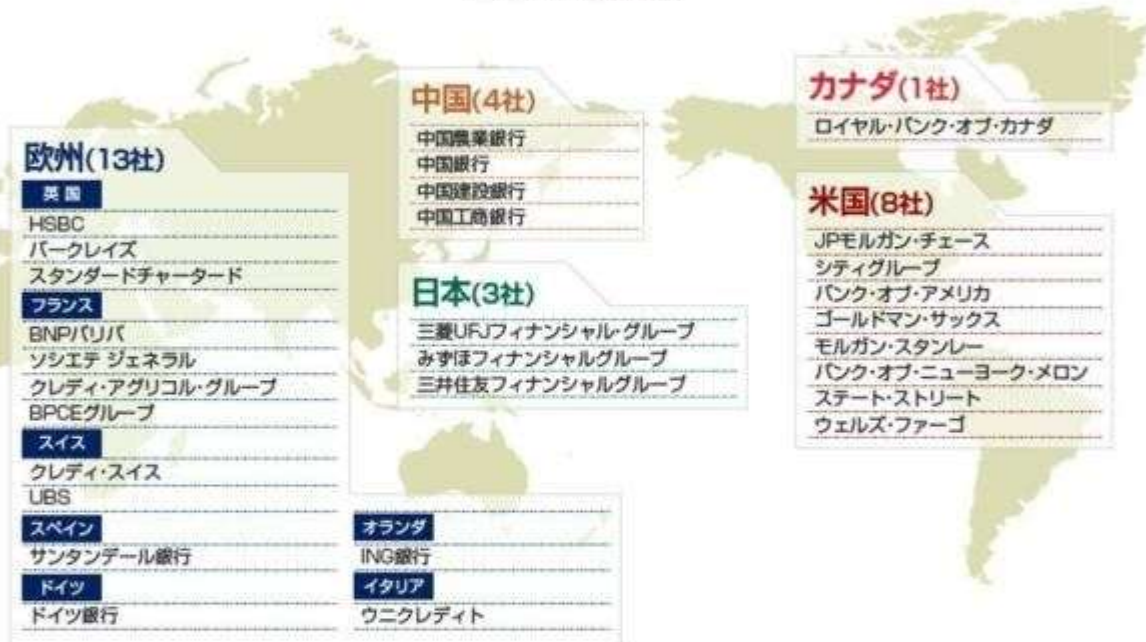 欧州(13社)
英国
HSBC
バークレイズ
スタンダードチャータード
フランス
BNPパリバ
ソシエテ ジェネラル
クレディ・アグリコル・グループ
BPCEグループ
スイス
クレディ・スイス
UBS
スペイン
サンタンデール銀行
ドイツ
ドイツ銀行
オランダ
ING銀行
イタリア
ウニクレディト
中国(4社)
中国農業銀行
中国銀行
中国建設銀行
中国工商銀行
日本(3社)
三菱UFJフィナンシャル・グループ
みずほフィナンシャルグループ
三井住友フィナンシャルグループ
カナダ(1社)
ロイヤル・バンク・オブ・カナダ
米国(8社)
JPモルガン・チェース
シティグループ
バンク・オブ・アメリカ
ゴールドマン・サックス
モルガン・スタンレー
バンク・オブ・ニューヨーク・メロン
ステート・ストリート
ウェルズ・ファーゴ